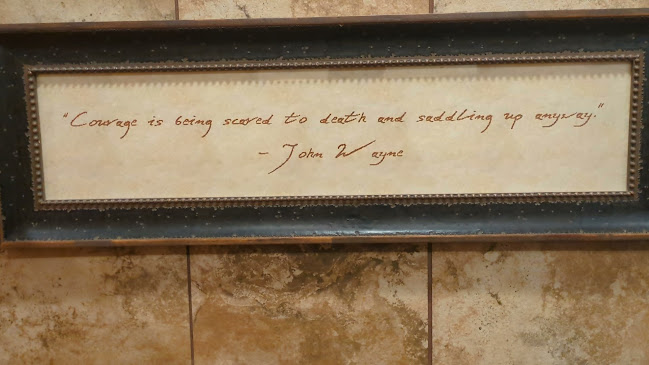 "Courage is being scared to death and saddling up anyway."
- John Wayne